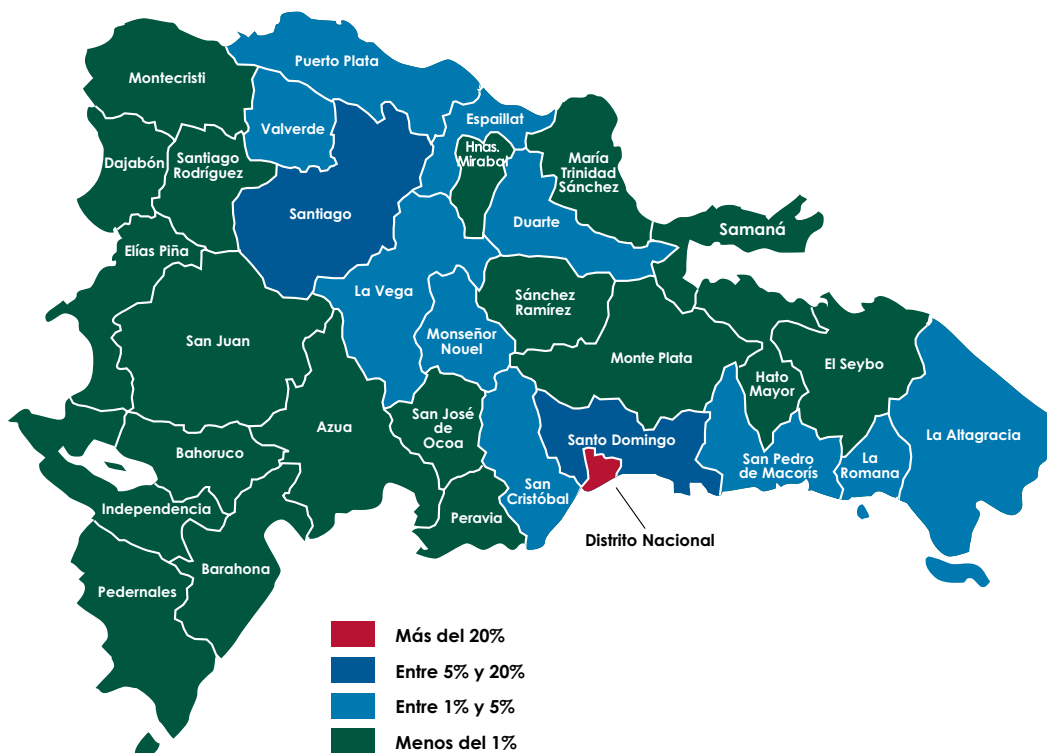 Puerto Plata
Montecristi
Espaillat
Valverde
Hnas.
Mirabal
Dajabón
Santiago
Rodríguez
María
Trinidad
Sánchez
Santiago
Duarte
Samaná
Elías Piña
La Vega
Sánchez
Ramírez
San Juan
Monseñor
Nouel
Monte Plata
El Seybo
Hato
Mayor
San José
de
Ocoa
Azua
Santo Domingo
La Altagracia
Bahoruco
San Pedro
de Macorís
La
Romana
San
Cristóbal
Independencia
Peravia
Distrito Nacional
Barahona
Pedernales
Más del 20%
Entre 5% y 20%
Entre 1% y 5%
Menos del 1%